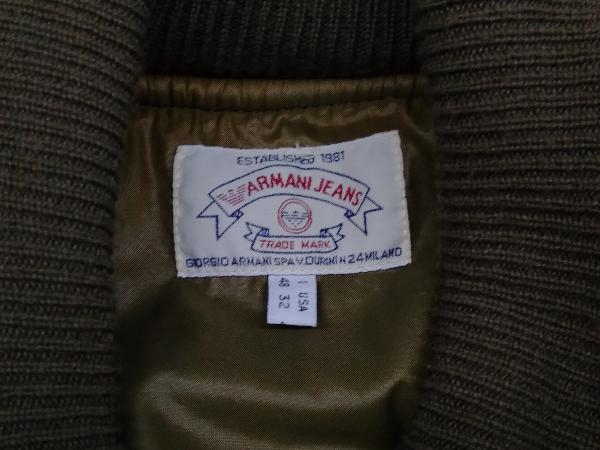 ESTABLISHED 1981
ARMANI JEANS
TRADE MARK
GIORGIO ARMANI SPA V. DURINI N 24 MILANO
I USA
48 32